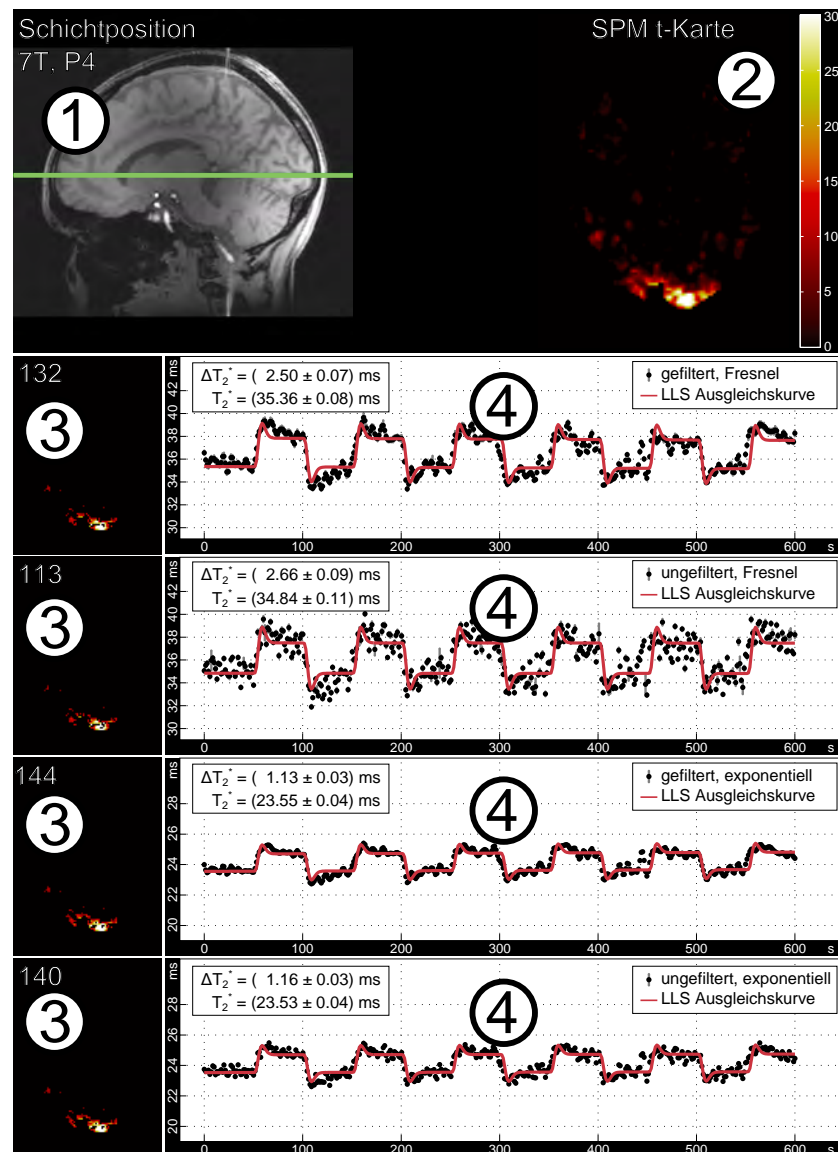 Schichtposition
7T, P4
1
SPM t-Karte
2
30
25
20
15
10
5
0
132
3
ms
42
40
38
36
34
32
30
ΔT₂* = ( 2.50 ± 0.07) ms
T₂* = (35.36 ± 0.08) ms
4
gefiltert, Fresnel
LLS Ausgleichskurve
0 100 200 300 400 500 600 s
113
3
ms
42
40
38
36
34
32
30
ΔT₂* = ( 2.66 ± 0.09) ms
T₂* = (34.84 ± 0.11) ms
4
ungefiltert, Fresnel
LLS Ausgleichskurve
0 100 200 300 400 500 600 s
144
3
ms
28
26
24
22
20
ΔT₂* = ( 1.13 ± 0.03) ms
T₂* = (23.55 ± 0.04) ms
4
gefiltert, exponentiell
LLS Ausgleichskurve
0 100 200 300 400 500 600 s
140
3
ms
28
26
24
22
20
ΔT₂* = ( 1.16 ± 0.03) ms
T₂* = (23.53 ± 0.04) ms
4
ungefiltert, exponentiell
LLS Ausgleichskurve
0 100 200 300 400 500 600 s